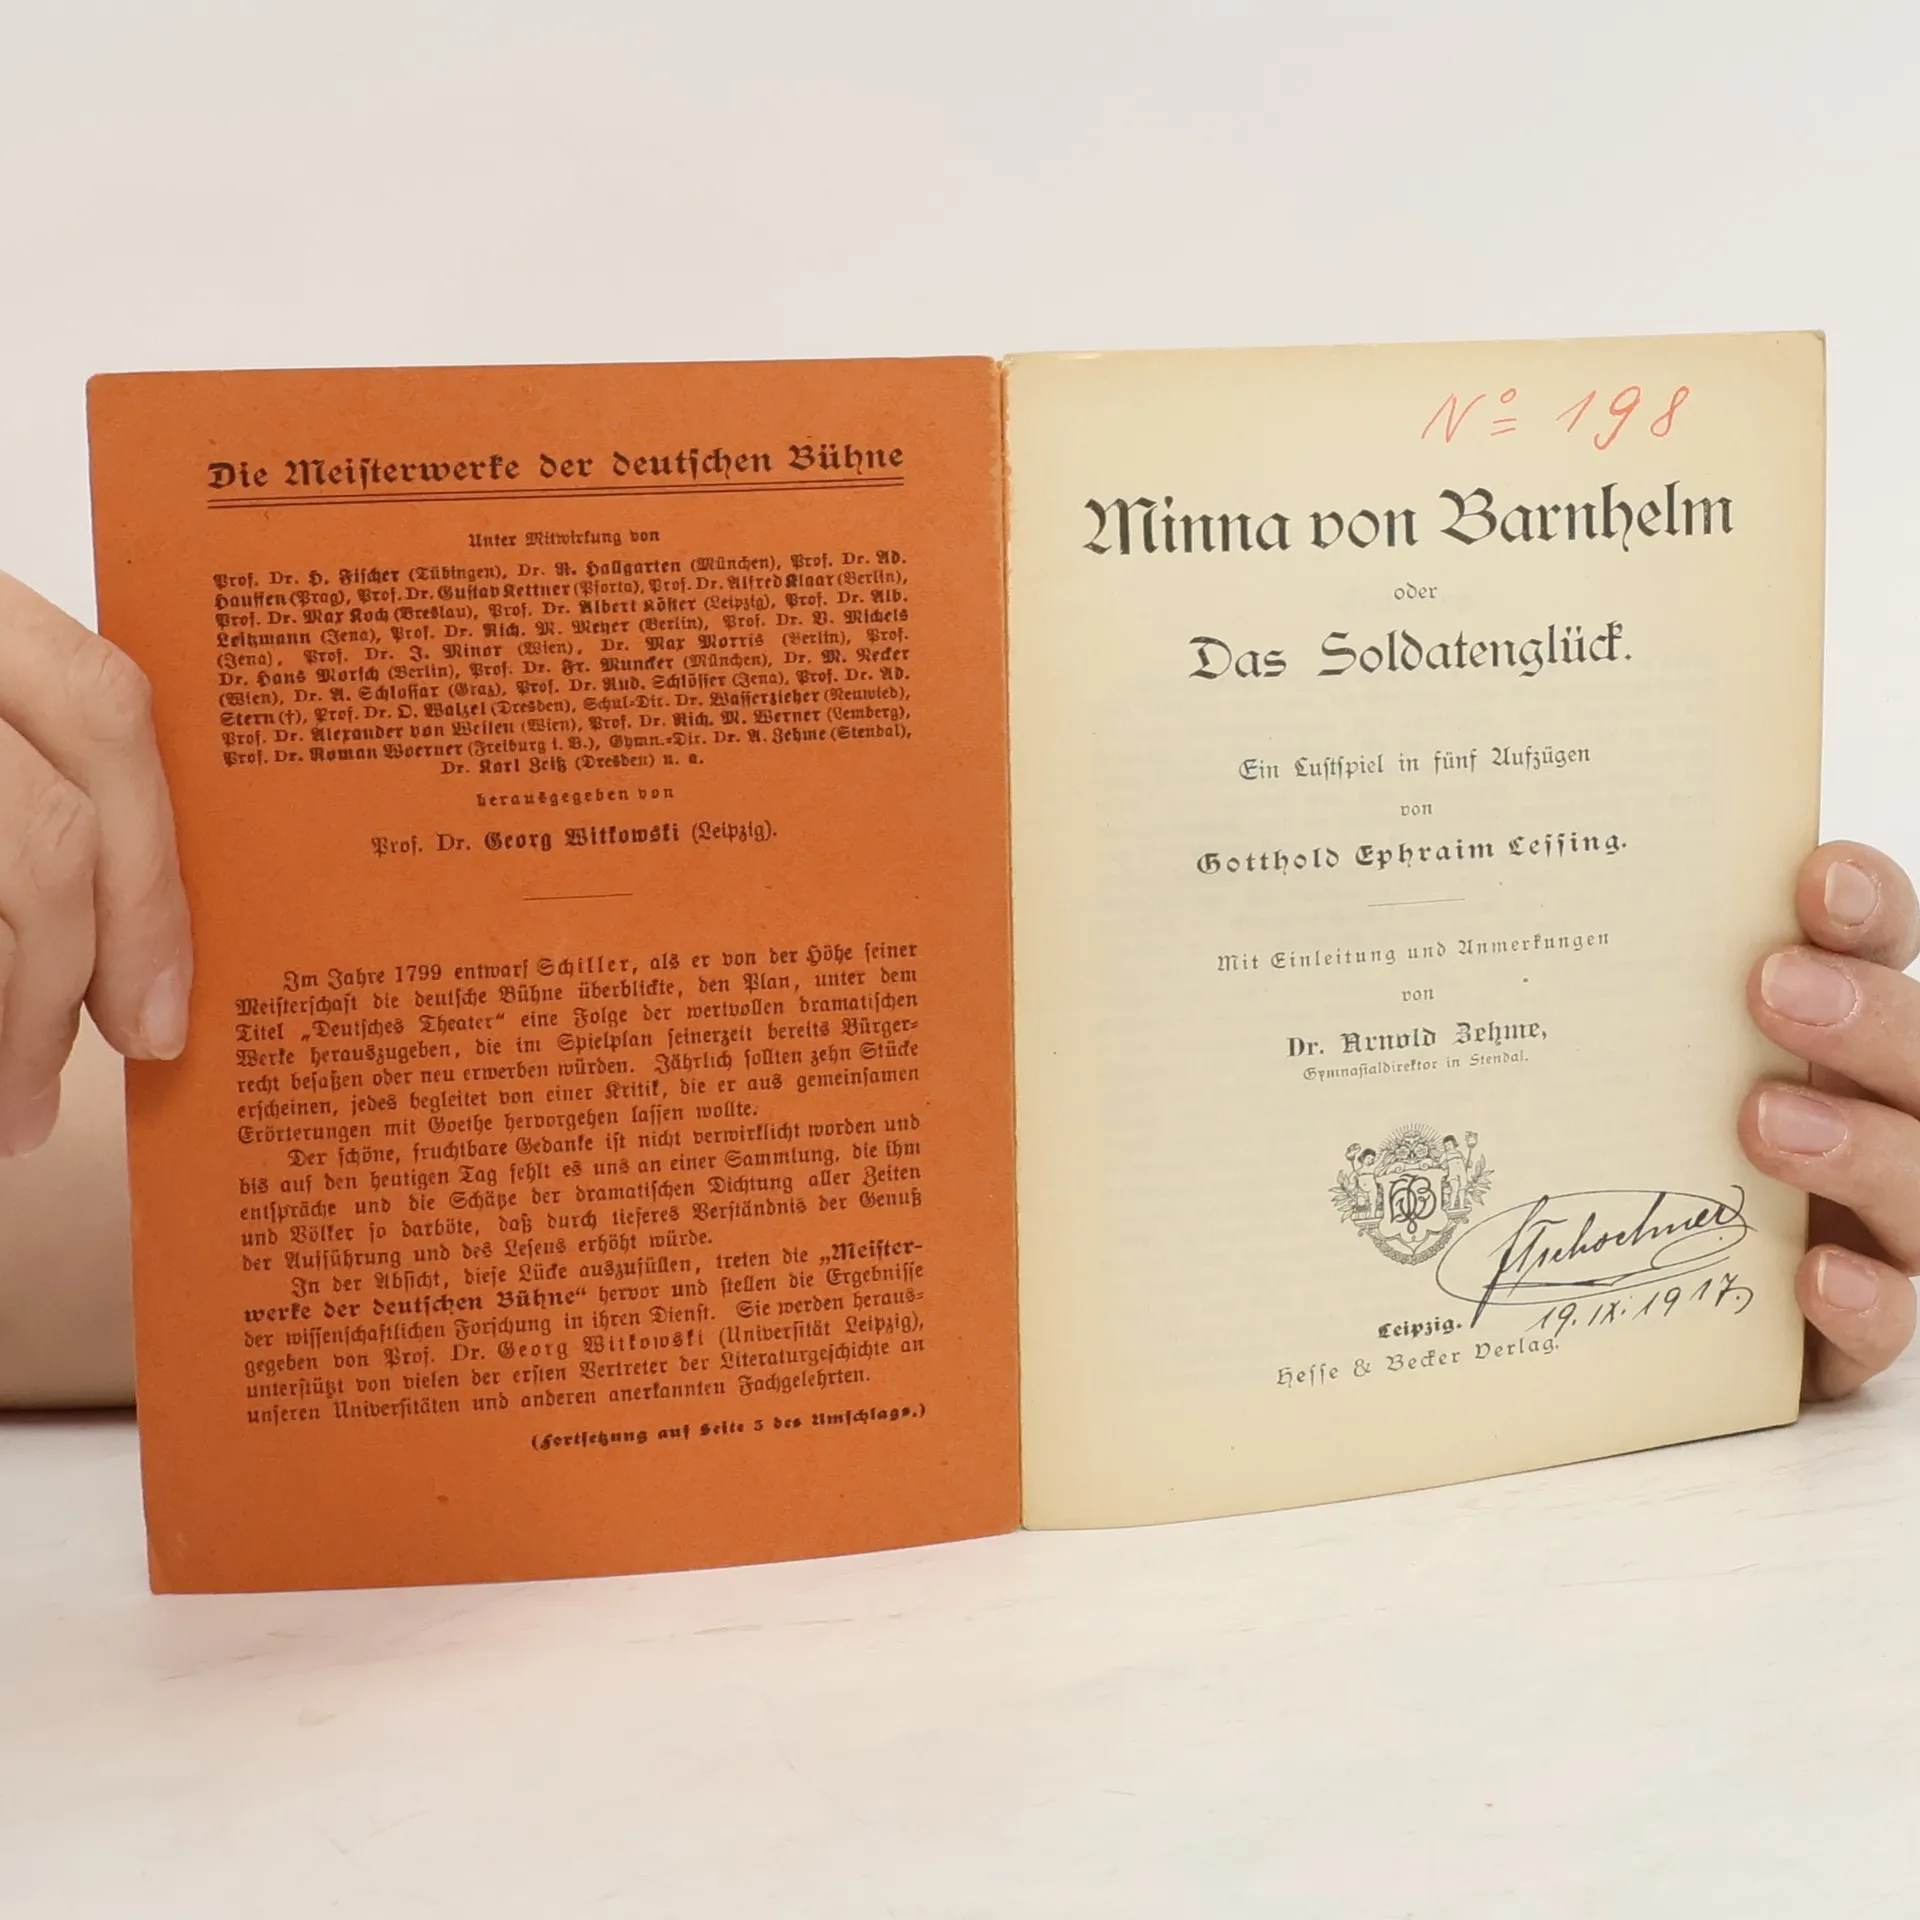 Die Meisterwerke der deutschen Bühne
Unter Mitwirkung von
Prof. Dr. H. Fischer (Tübingen), Dr. R. Hallgarten (München), Prof. Dr. Ad.
Hauffen (Prag), Prof. Dr. Gustav Kettner (Pforta), Prof. Dr. Alfred Klaar (Berlin),
Prof. Dr. Max Koch (Breslau), Prof. Dr. Albert Köster (Leipzig), Prof. Dr. Alb.
Leitzmann (Jena), Prof. Dr. Rich. M. Meyer (Berlin), Prof. Dr. V. Michels
(Jena), Prof. Dr. J. Minor (Wien), Dr. Max Morris (Berlin), Prof.
Dr. Hans Morsch (Berlin), Prof. Dr. Fr. Muncker (München), Dr. M. Necker
(Wien), Dr. A. Schlossar (Graz), Prof. Dr. Rud. Schlösser (Jena), Prof. Dr. Ad.
Stern (†), Prof. Dr. O. Walzel (Dresden), Schul-Dir. Dr. Wasserzieher (Neuwied),
Prof. Dr. Alexander von Weilen (Wien), Prof. Dr. Rich. M. Werner (Lemberg),
Prof. Dr. Roman Woerner (Freiburg i. B.), Gymn.-Dir. Dr. A. Zehme (Stendal),
Dr. Karl Zeiß (Dresden) u. a.
herausgegeben von
Prof. Dr. Georg Witkowski (Leipzig).
Im Jahre 1799 entwarf Schiller, als er von der Höhe seiner
Meisterschaft die deutsche Bühne überblickte, den Plan, unter dem
Titel „Deutsches Theater“ eine Folge der wertvollen dramatischen
Werke herauszugeben, die im Spielplan seinerzeit bereits Bürger-
recht besaßen oder neu erwerben würden. Jährlich sollten zehn Stücke
erscheinen, jedes begleitet von einer Kritik, die er aus gemeinsamen
Erörterungen mit Goethe hervorgehen lassen wollte.
Der schöne, fruchtbare Gedanke ist nicht verwirklicht worden und
bis auf den heutigen Tag fehlt es uns an einer Sammlung, die ihm
entspräche und die Schätze der dramatischen Dichtung aller Zeiten
und Völker so darböte, daß durch tieferes Verständnis der Genuß
der Aufführung und des Lesens erhöht würde.
In der Absicht, diese Lücke auszufüllen, treten die „Meister-
werke der deutschen Bühne“ hervor und stellen die Ergebnisse
der wissenschaftlichen Forschung in ihren Dienst. Sie werden heraus-
gegeben von Prof. Dr. Georg Witkowski (Universität Leipzig),
unterstützt von vielen der ersten Vertreter der Literaturgeschichte an
unseren Universitäten und anderen anerkannten Fachgelehrten.
(Fortsetzung auf Seite 3 des Umschlags.)
No 198
Minna von Barnhelm
oder
Das Soldatenglück.
Ein Lustspiel in fünf Aufzügen
von
Gotthold Ephraim Lessing.
Mit Einleitung und Anmerkungen
von
Dr. Arnold Zehme,
Gymnasialdirektor in Stendal.
19. IX. 1917.
Leipzig.
Hesse & Becker Verlag.